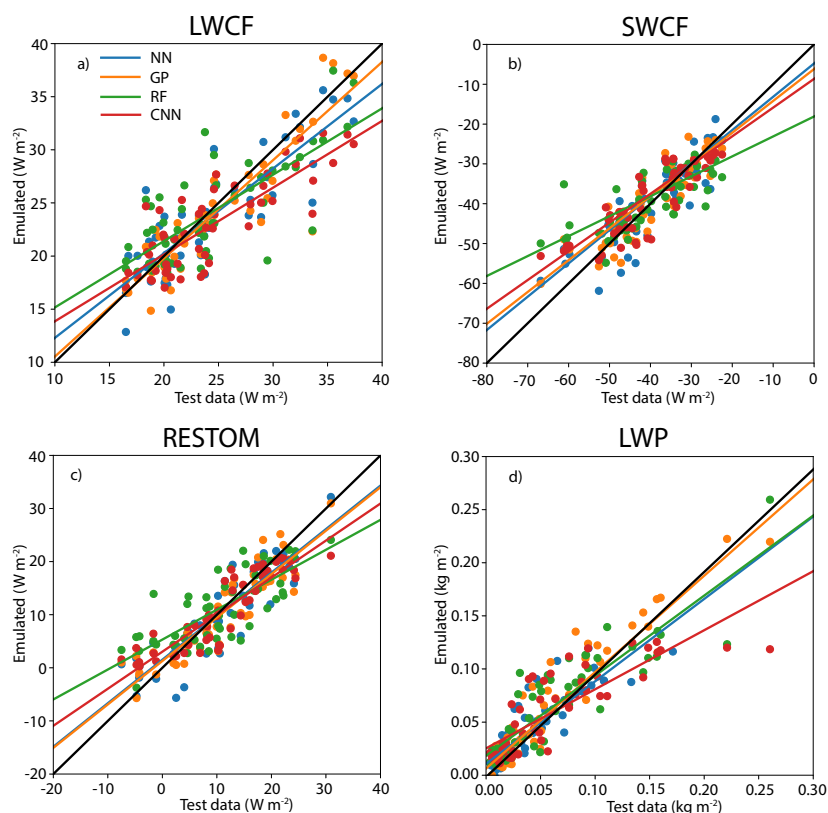 LWCF
a)
NN
GP
RF
CNN
Emulated (W m⁻²)
40
35
30
25
20
15
10
10 15 20 25 30 35 40
Test data (W m⁻²)
SWCF
b)
Emulated (W m⁻²)
0
-10
-20
-30
-40
-50
-60
-70
-80
-80 -70 -60 -50 -40 -30 -20 -10 0
Test data (W m⁻²)
RESTOM
c)
Emulated (W m⁻²)
40
30
20
10
0
-10
-20
-20 -10 0 10 20 30 40
Test data (W m⁻²)
LWP
d)
Emulated (kg m⁻²)
0.30
0.25
0.20
0.15
0.10
0.05
0.00
0.00 0.05 0.10 0.15 0.20 0.25 0.30
Test data (kg m⁻²)